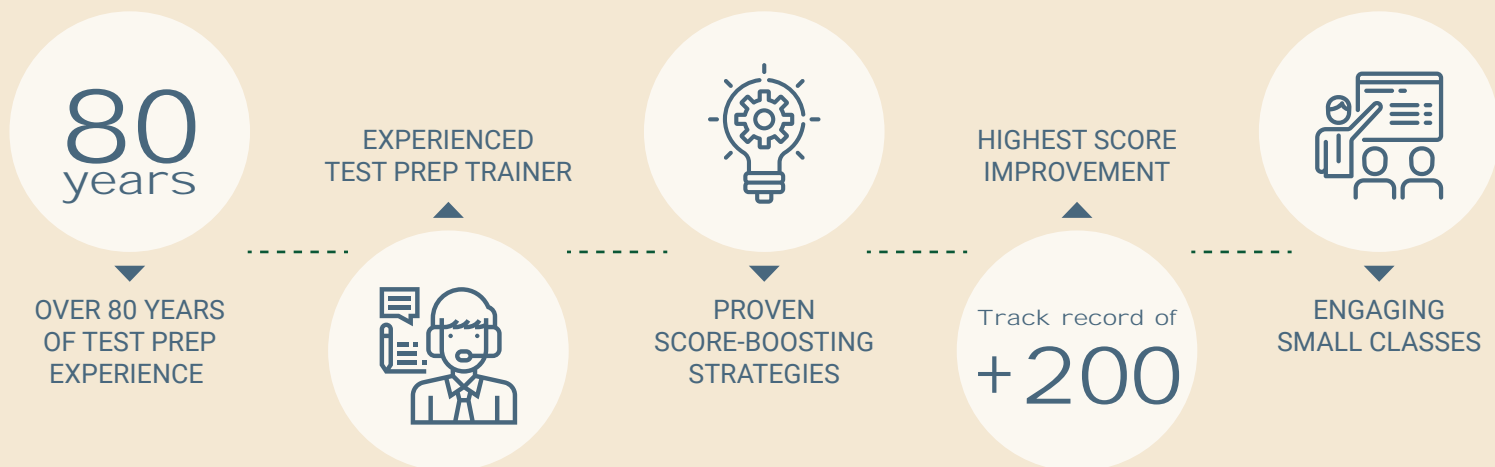 80
years
OVER 80 YEARS
OF TEST PREP
EXPERIENCE
EXPERIENCED
TEST PREP TRAINER
PROVEN
SCORE-BOOSTING
STRATEGIES
HIGHEST SCORE
IMPROVEMENT
Track record of
+200
ENGAGING
SMALL CLASSES